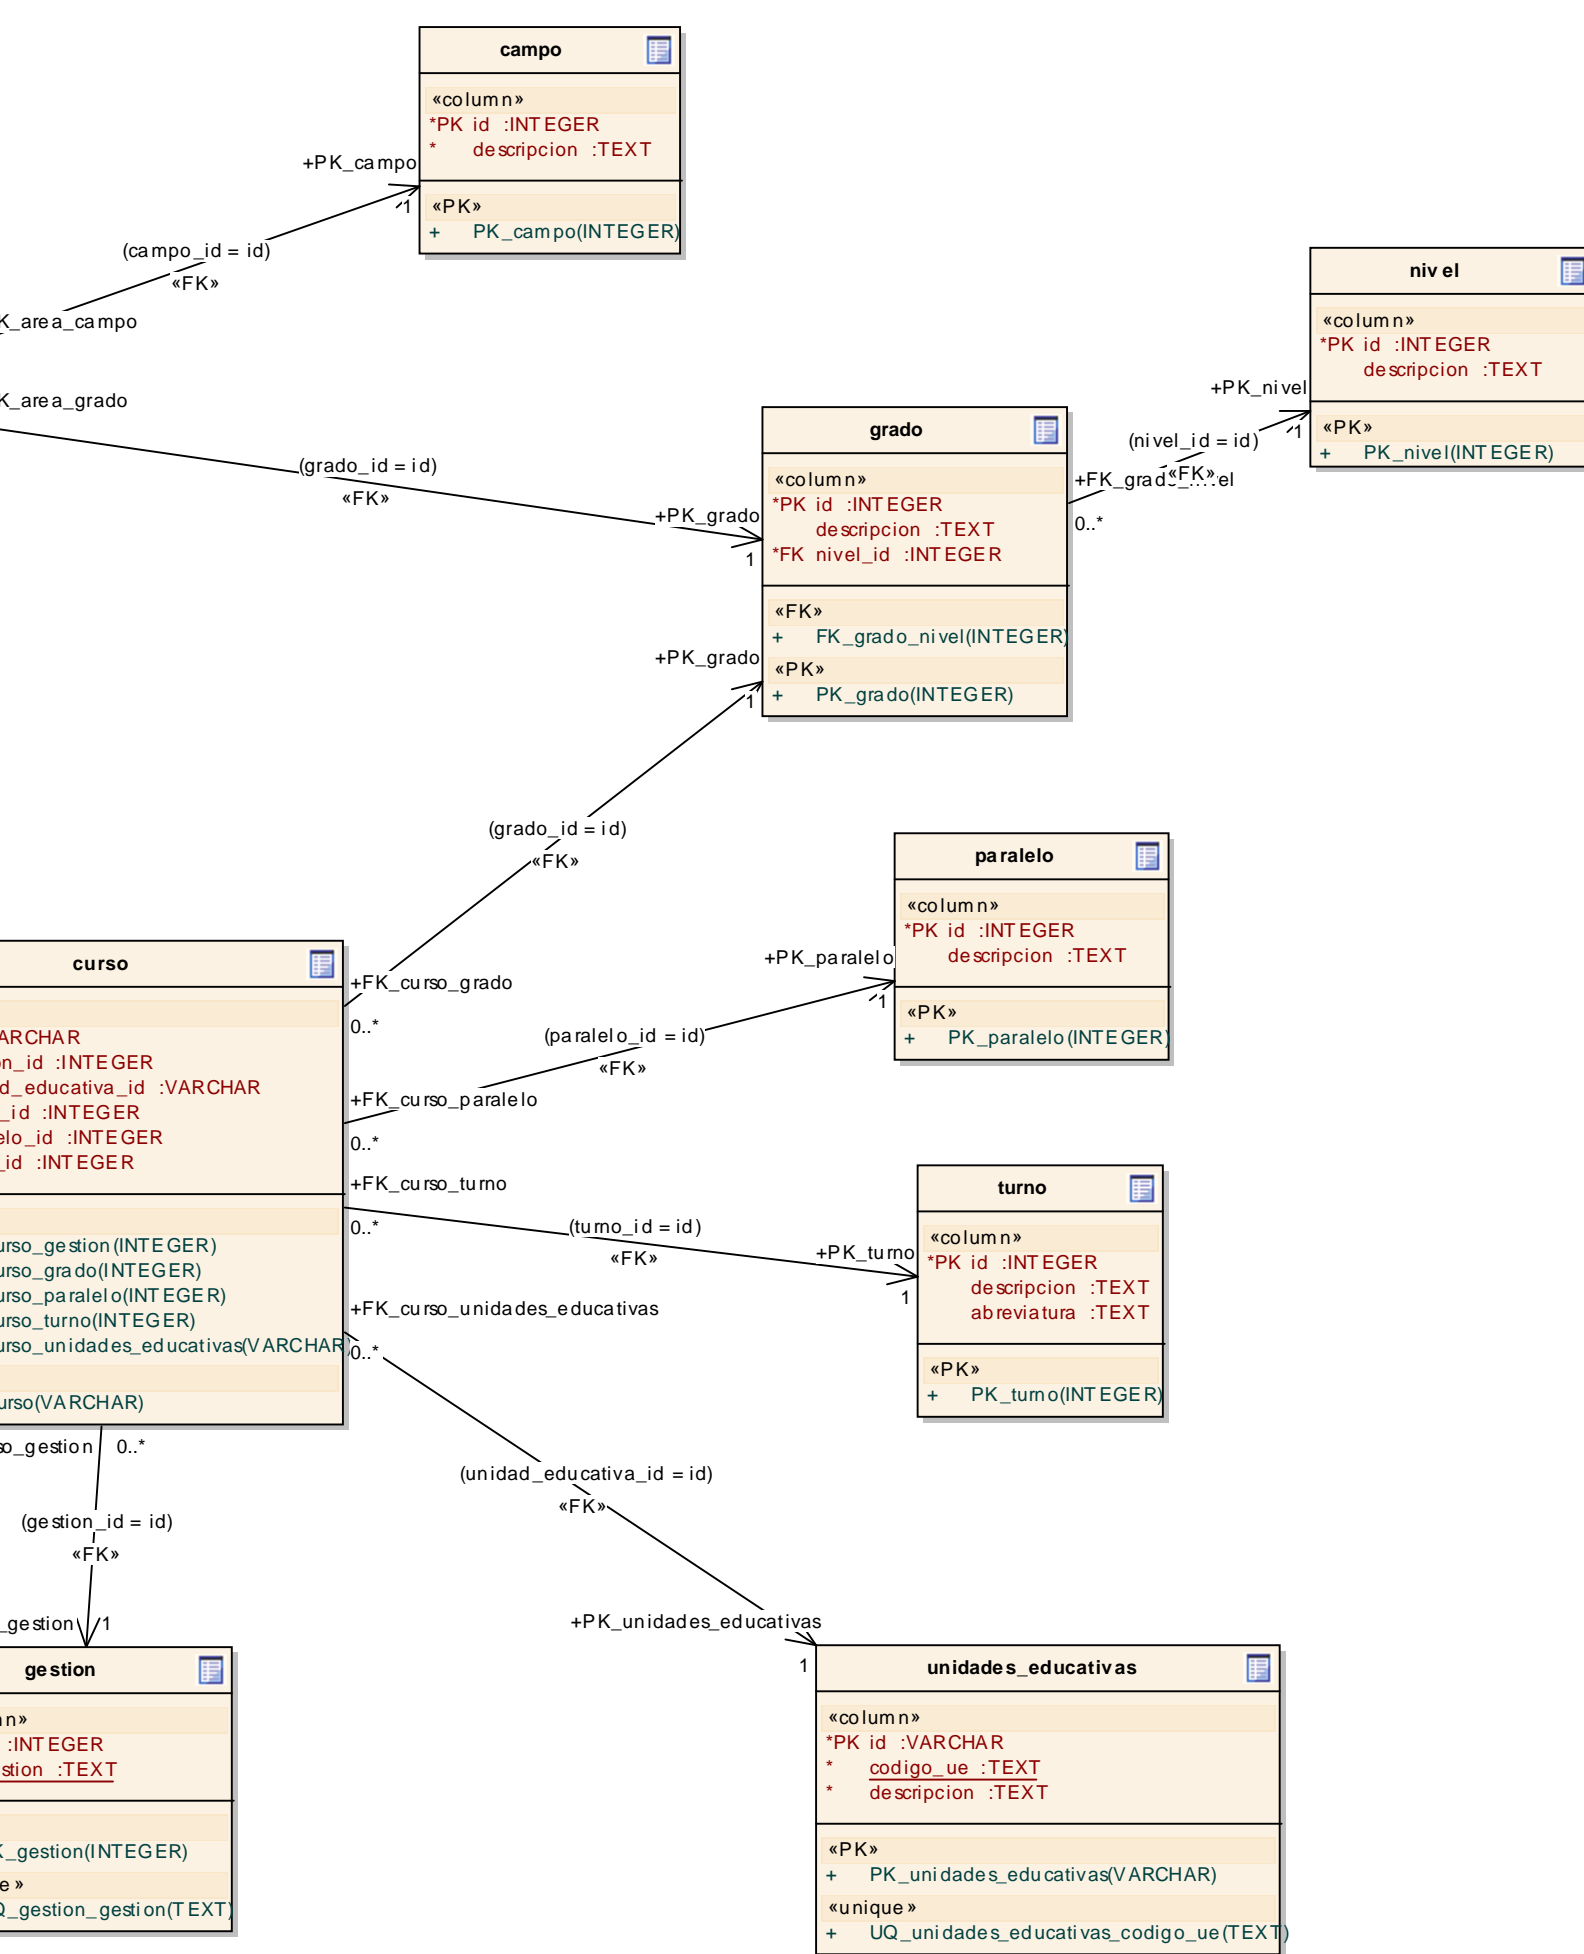 campo
«column»
*PK id :INTEGER
* descripcion :TEXT
«PK»
+ PK_campo(INTEGER)
+PK_campo
1
(campo_id = id)
«FK»
K_area_campo
K_area_grado
(grado_id = id)
«FK»
+PK_grado
1
nivel
«column»
*PK id :INTEGER
descripcion :TEXT
«PK»
+ PK_nivel(INTEGER)
+PK_nivel
1
(nivel_id = id)
«FK»
+FK_grado_nivel
0..*
grado
«column»
*PK id :INTEGER
descripcion :TEXT
*FK nivel_id :INTEGER
«FK»
+ FK_grado_nivel(INTEGER)
«PK»
+ PK_grado(INTEGER)
+PK_grado
1
(grado_id = id)
«FK»
+FK_curso_grado
0..*
paralelo
«column»
*PK id :INTEGER
descripcion :TEXT
«PK»
+ PK_paralelo(INTEGER)
+PK_paralelo
1
(paralelo_id = id)
«FK»
+FK_curso_paralelo
0..*
curso
ARCHAR
n_id :INTEGER
d_educativa_id :VARCHAR
_id :INTEGER
elo_id :INTEGER
_id :INTEGER
urso_gestion(INTEGER)
urso_grado(INTEGER)
urso_paralelo(INTEGER)
urso_turno(INTEGER)
urso_unidades_educativas(VARCHAR)
urso(VARCHAR)
+FK_curso_turno
0..*
(turno_id = id)
«FK»
+PK_turno
1
turno
«column»
*PK id :INTEGER
descripcion :TEXT
abreviatura :TEXT
«PK»
+ PK_turno(INTEGER)
+FK_curso_unidades_educativas
0..*
(unidad_educativa_id = id)
«FK»
+PK_unidades_educativas
1
so_gestion
0..*
(gestion_id = id)
«FK»
_gestion
1
gestion
n»
:INTEGER
stion :TEXT
K_gestion(INTEGER)
e»
Q_gestion_gestion(TEXT)
unidades_educativas
«column»
*PK id :VARCHAR
* codigo_ue :TEXT
* descripcion :TEXT
«PK»
+ PK_unidades_educativas(VARCHAR)
«unique»
+ UQ_unidades_educativas_codigo_ue(TEXT)